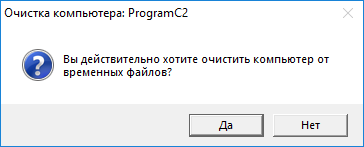 Очистка компьютера: ProgramC2
Вы действительно хотите очистить компьютер от
временных файлов?
Да
Нет